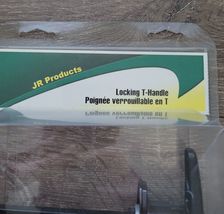 JR Products
Locking T-Handle
Poignée verrouillable en T